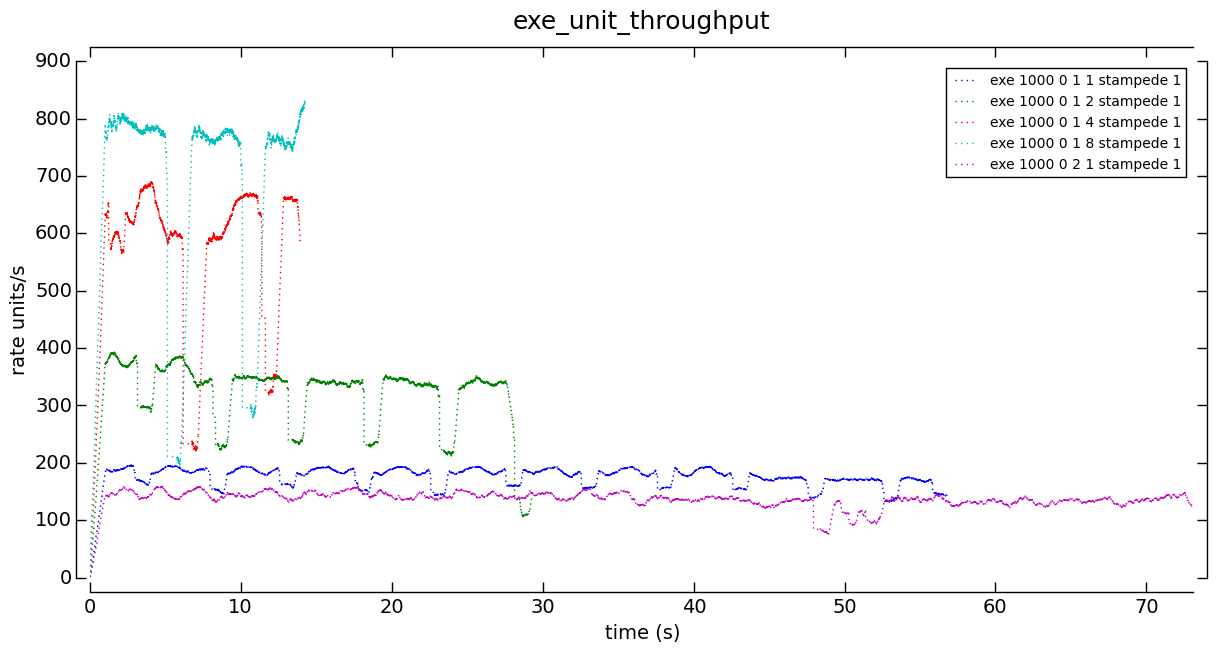 exe_unit_throughput
900
800
700
600
500
400
300
200
100
0
rate units/s
exe 1000 0 1 1 stampede 1
exe 1000 0 1 2 stampede 1
exe 1000 0 1 4 stampede 1
exe 1000 0 1 8 stampede 1
exe 1000 0 2 1 stampede 1
0 10 20 30 40 50 60 70
time (s)